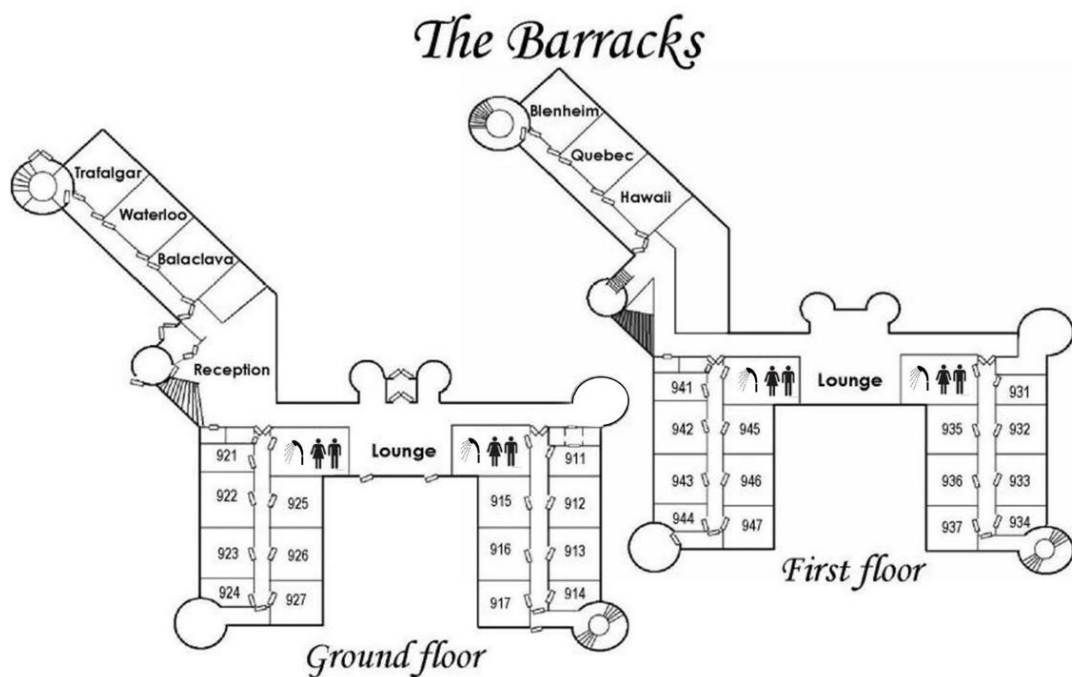 The Barracks
Trafalgar
Waterloo
Balaclava
Reception
Lounge
921
922
923
924
925
926
927
915
916
917
911
912
913
914
Ground floor
Blenheim
Quebec
Hawaii
Lounge
941
942
943
944
945
946
947
935
936
937
931
932
933
934
First floor